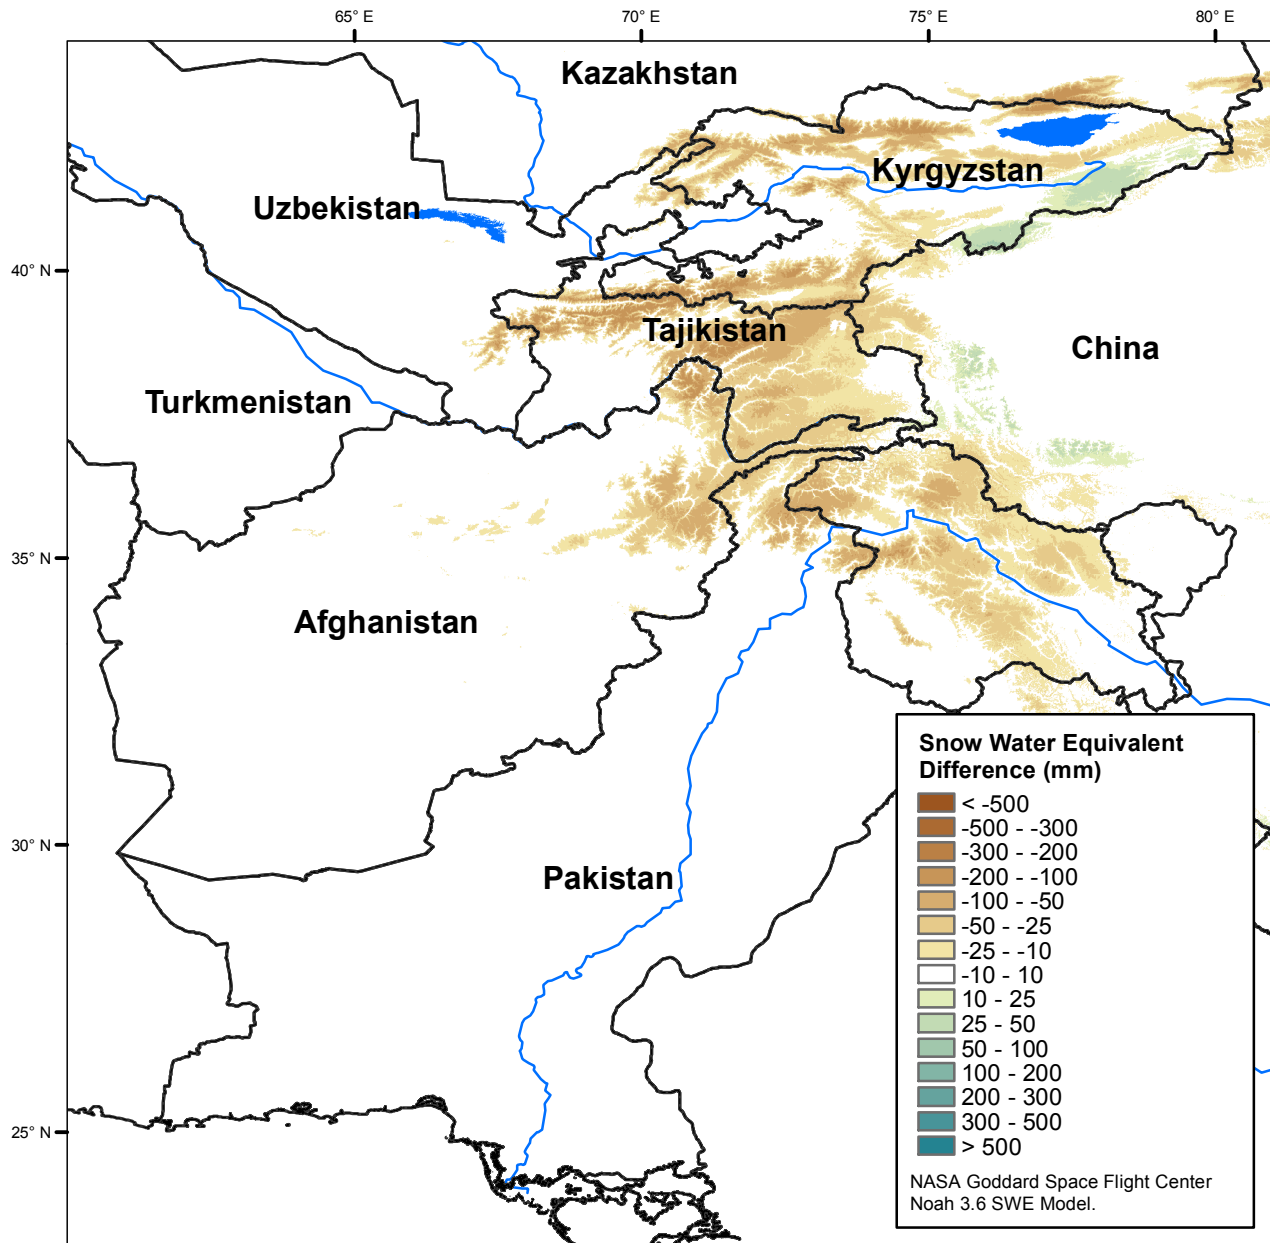 65° E
70° E
75° E
80° E
Kazakhstan
Kyrgyzstan
Uzbekistan
40° N
Tajikistan
China
Turkmenistan
35° N
Afghanistan
30° N
Pakistan
25° N
Snow Water Equivalent
Difference (mm)
< -500
-500 - -300
-300 - -200
-200 - -100
-100 - -50
-50 - -25
-25 - -10
-10 - 10
10 - 25
25 - 50
50 - 100
100 - 200
200 - 300
300 - 500
> 500
NASA Goddard Space Flight Center
Noah 3.6 SWE Model.